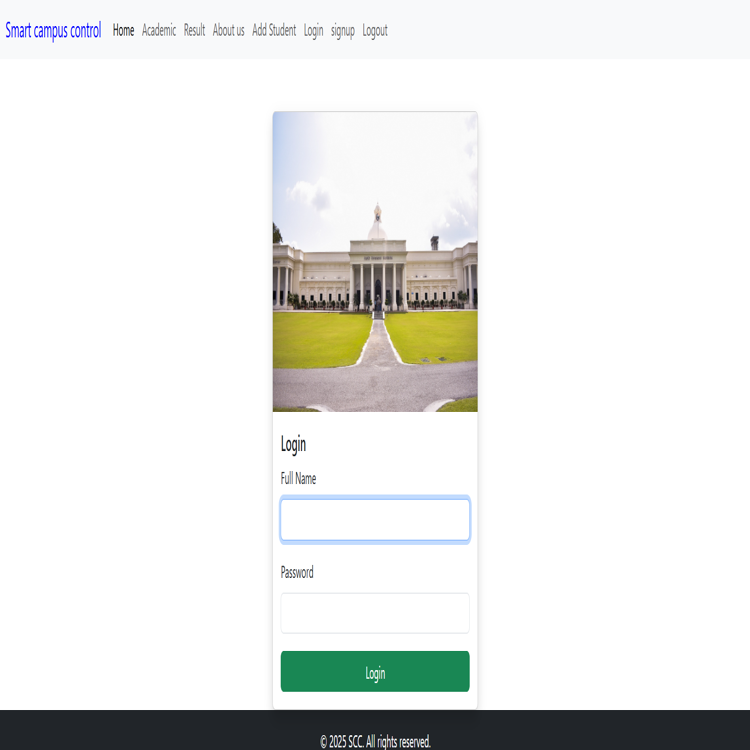 Smart campus control Home Academic Result About us Add Student Login signup Logout
Login
Full Name
Password
Login
© 2025 SCC. All rights reserved.